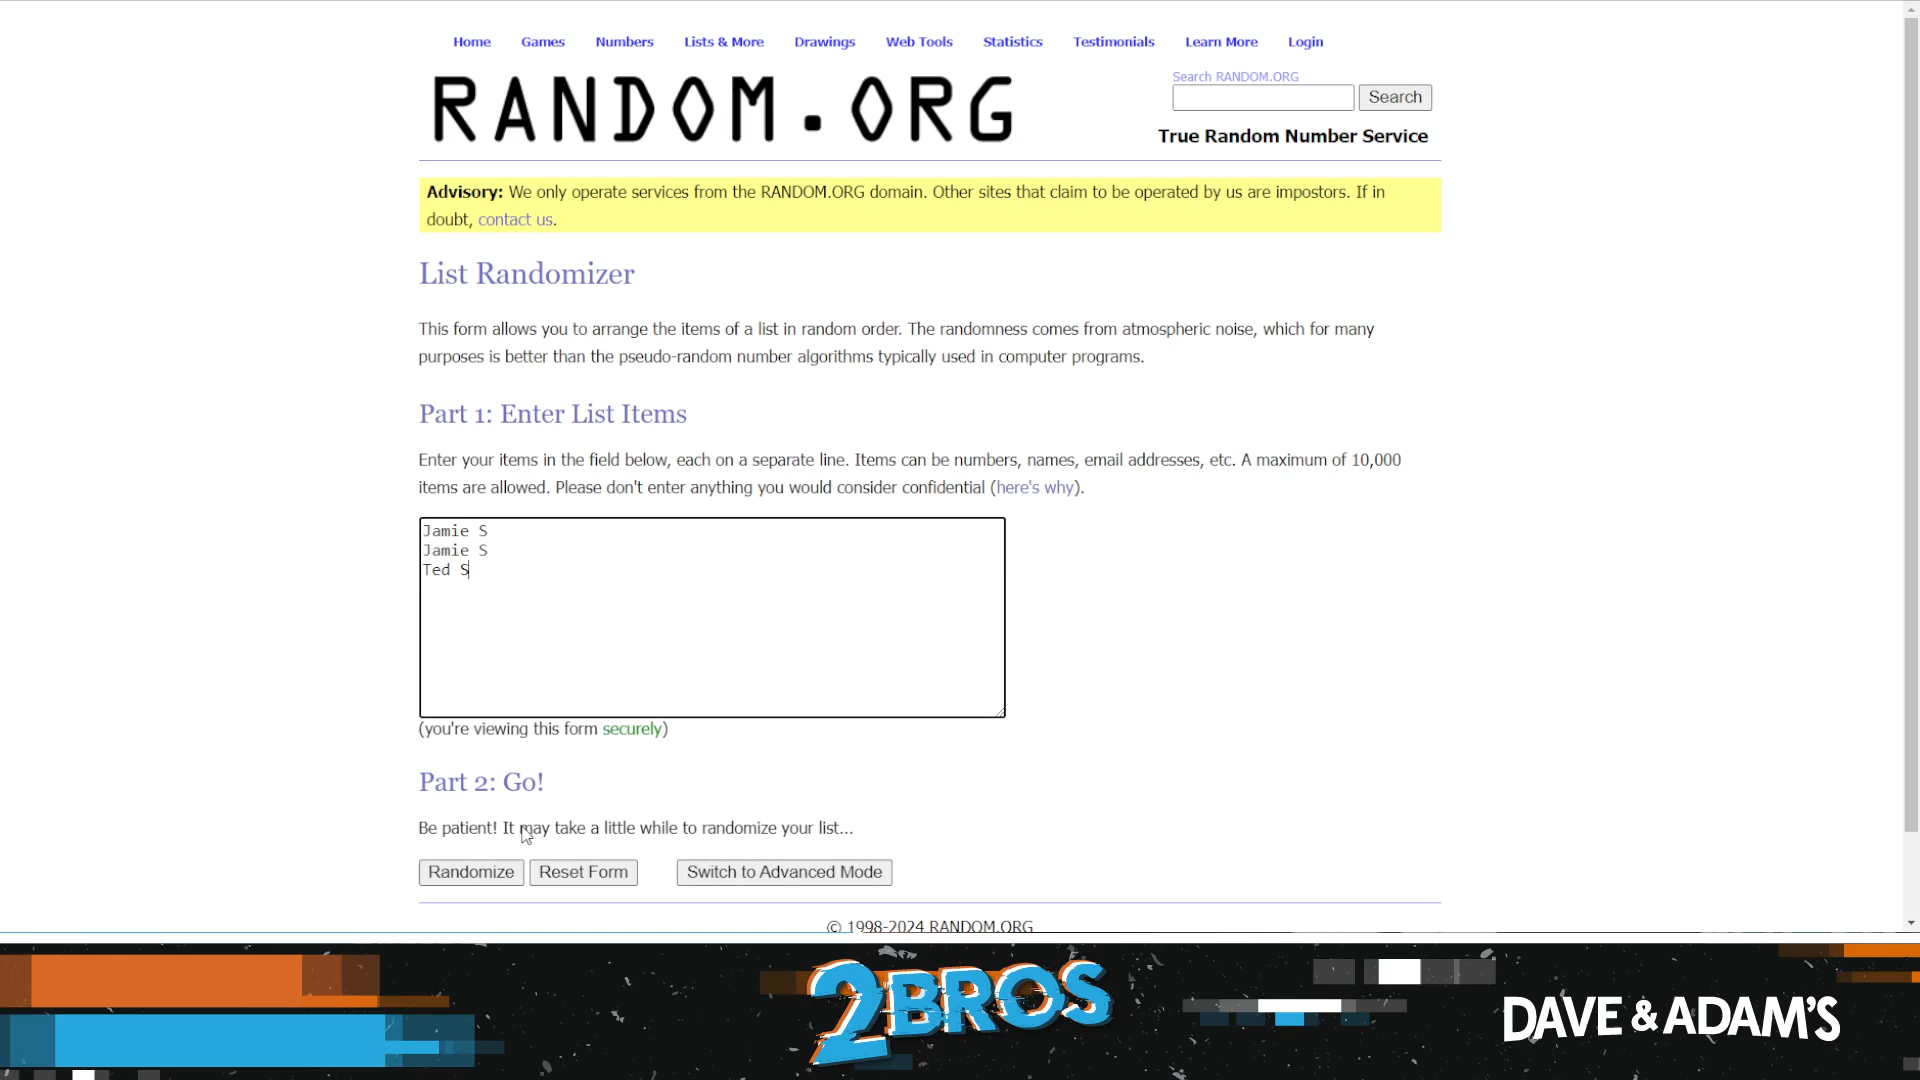 Home Games Numbers Lists & More Drawings Web Tools Statistics Testimonials Learn More Login
RANDOM.ORG
Search RANDOM.ORG
Search
True Random Number Service
Advisory: We only operate services from the RANDOM.ORG domain. Other sites that claim to be operated by us are impostors. If in
doubt, contact us.
List Randomizer
This form allows you to arrange the items of a list in random order. The randomness comes from atmospheric noise, which for many
purposes is better than the pseudo-random number algorithms typically used in computer programs.
Part 1: Enter List Items
Enter your items in the field below, each on a separate line. Items can be numbers, names, email addresses, etc. A maximum of 10,000
items are allowed. Please don't enter anything you would consider confidential (here's why).
Jamie S
Jamie S
Ted S
(you're viewing this form securely)
Part 2: Go!
Be patient! It may take a little while to randomize your list...
Randomize Reset Form Switch to Advanced Mode
© 1998-2024 RANDOM.ORG
2BROS
DAVE & ADAM'S